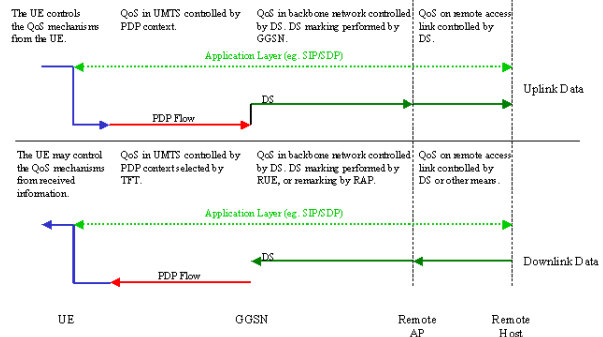 The UE controls
the QoS mechanisms
from the UE.
QoS in UMTS controlled by
PDP context.
QoS in backbone network controlled
by DS. DS marking performed by
GGSN.
QoS on remote access
link controlled by
DS.
Application Layer (eg. SIP/SDP)
DS
Uplink Data
PDP Flow
The UE may control
the QoS mechanisms
from received
information.
QoS in UMTS controlled by
PDP context selected by
TFT.
QoS in backbone network controlled
by DS. DS marking performed by
RUE, or remarking by RAP.
QoS on remote access
link controlled by
DS or other means.
Application Layer (eg. SIP/SDP)
DS
Downlink Data
PDP Flow
UE
GGSN
Remote
AP
Remote
Host